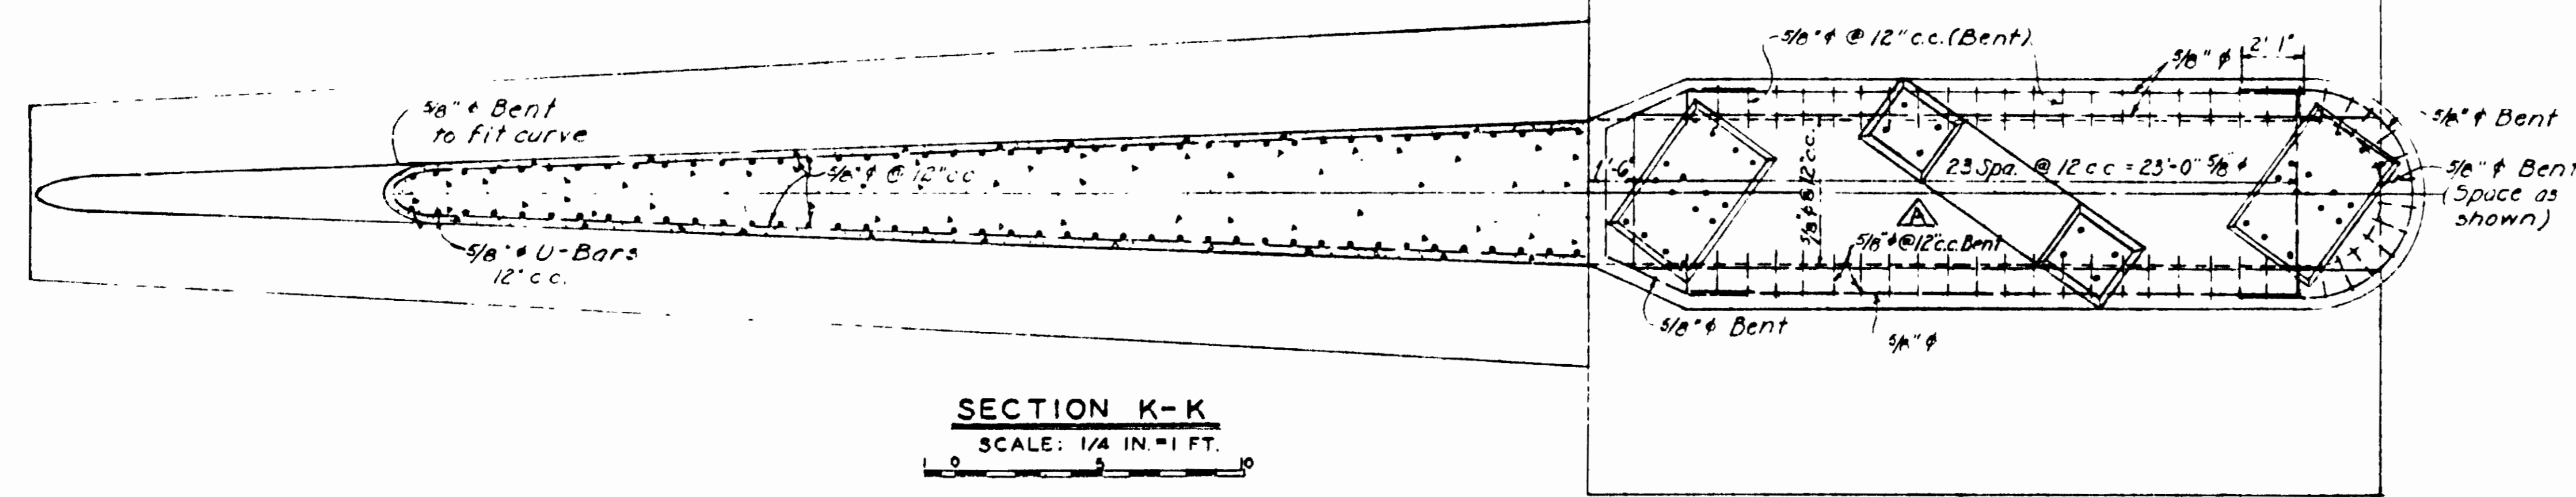 5/8" ϕ @ 12" c.c. (Bent)
5/8" ϕ
2' 1"
5/8" ϕ Bent
to fit curve
5/8" ϕ Bent
5/8" ϕ @ 12" c c
1'-6"
5/8" ϕ @ 12" c.c.
23 Spa. @ 12 c c = 23'-0" 5/8" ϕ
5/8" ϕ Bent
(Space as
shown)
A
5/8" ϕ @ 12" c.c. Bent
5/8" ϕ U-Bars
12" c c.
5/8" ϕ Bent
5/8" ϕ
SECTION K-K
SCALE: 1/4 IN.=1 FT.
1 0 5 10